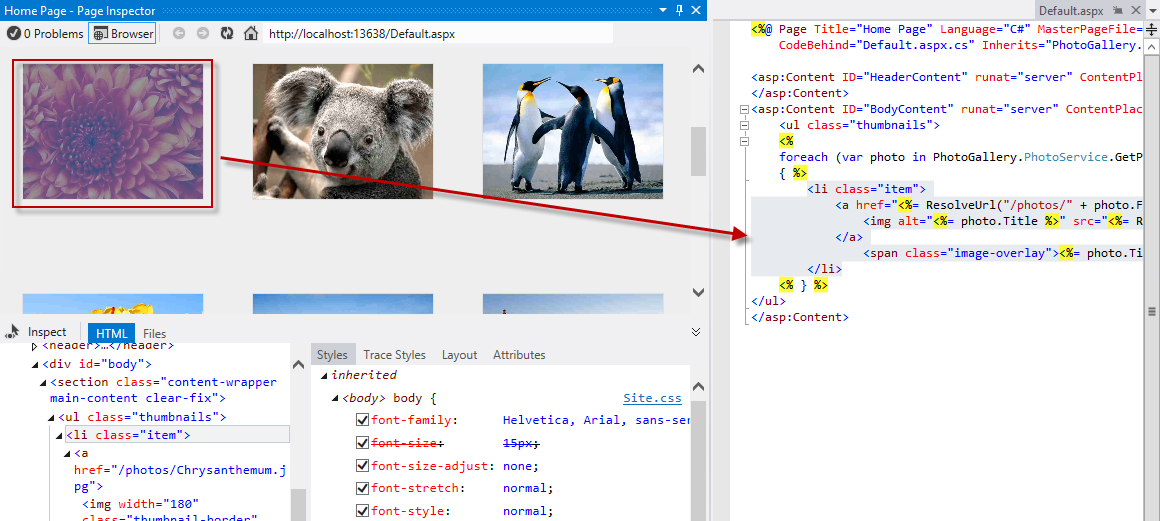 Home Page - Page Inspector
0 Problems Browser http://localhost:13638/Default.aspx
Inspect HTML Files
<header>…</header>
<div id="body">
<section class="content-wrapper
main-content clear-fix">
<ul class="thumbnails">
<li class="item">
<a
href="/photos/Chrysanthemum.j
pg">
<img width="180"
class="thumbnail-border"
Styles Trace Styles Layout Attributes
inherited
<body> body { Site.css
font-family: Helvetica, Arial, sans-ser
font-size: 15px;
font-size-adjust: none;
font-stretch: normal;
font-style: normal;
Default.aspx
<%@ Page Title="Home Page" Language="C#" MasterPageFile=
CodeBehind="Default.aspx.cs" Inherits="PhotoGallery.
<asp:Content ID="HeaderContent" runat="server" ContentPl
</asp:Content>
<asp:Content ID="BodyContent" runat="server" ContentPlac
<ul class="thumbnails">
<%
foreach (var photo in PhotoGallery.PhotoService.GetP
{ %>
<li class="item">
<a href="<%= ResolveUrl("/photos/" + photo.F
<img alt="<%= photo.Title %>" src="<%= R
</a>
<span class="image-overlay"><%= photo.Ti
</li>
<% } %>
</ul>
</asp:Content>